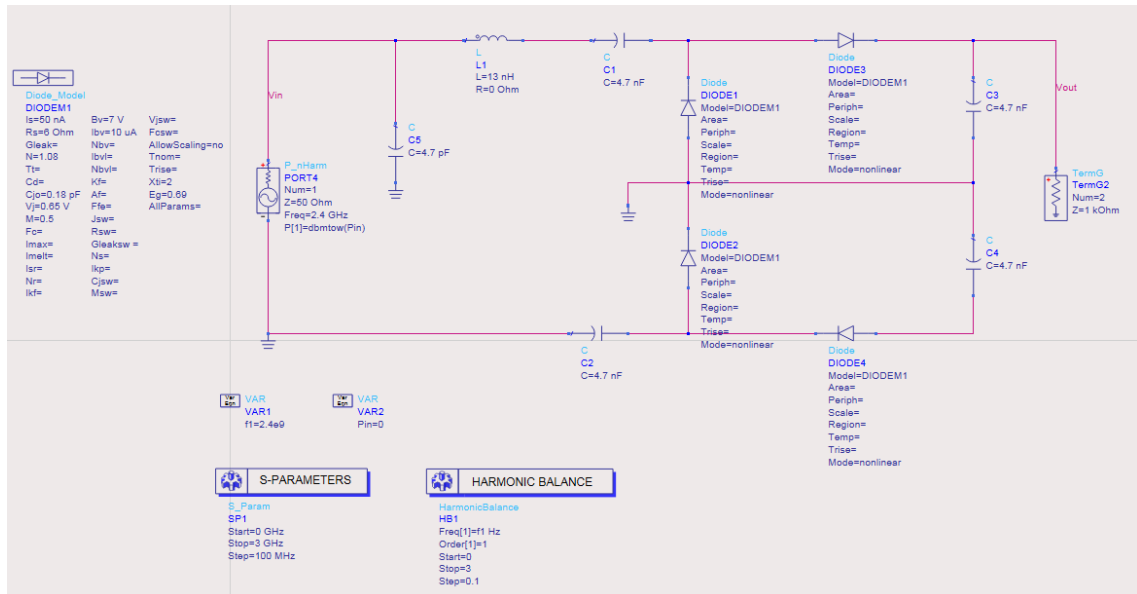 Diode_Model
DIODEM1
Is=50 nA
Rs=6 Ohm
Gleak=
N=1.08
Tt=
Cd=
Cjo=0.18 pF
Vj=0.65 V
M=0.5
Fc=
Imax=
Imelt=
Isr=
Nr=
Ikf=
Bv=7 V
Ibv=10 uA
Nbv=
Ibvl=
Nbvl=
Kf=
Af=
Ffe=
Jsw=
Rsw=
Gleaksw =
Ns=
Ikp=
Cjsw=
Msw=
Vjsw=
Fcsw=
AllowScaling=no
Tnom=
Trise=
Xti=2
Eg=0.69
AllParams=
Vin
P_nHarm
PORT4
Num=1
Z=50 Ohm
Freq=2.4 GHz
P[1]=dbmtow(Pin)
C
C5
C=4.7 pF
L
L1
L=13 nH
R=0 Ohm
C
C1
C=4.7 nF
Diode
DIODE1
Model=DIODEM1
Area=
Periph=
Scale=
Region=
Temp=
Trise=
Mode=nonlinear
Diode
DIODE3
Model=DIODEM1
Area=
Periph=
Scale=
Region=
Temp=
Trise=
Mode=nonlinear
C
C3
C=4.7 nF
Vout
TermG
TermG2
Num=2
Z=1 kOhm
Diode
DIODE2
Model=DIODEM1
Area=
Periph=
Scale=
Region=
Temp=
Trise=
Mode=nonlinear
C
C4
C=4.7 nF
C
C2
C=4.7 nF
Diode
DIODE4
Model=DIODEM1
Area=
Periph=
Scale=
Region=
Temp=
Trise=
Mode=nonlinear
Var
Eqn
VAR
VAR1
f1=2.4e9
Var
Eqn
VAR
VAR2
Pin=0
S-PARAMETERS
S_Param
SP1
Start=0 GHz
Stop=3 GHz
Step=100 MHz
HARMONIC BALANCE
HarmonicBalance
HB1
Freq[1]=f1 Hz
Order[1]=1
Start=0
Stop=3
Step=0.1